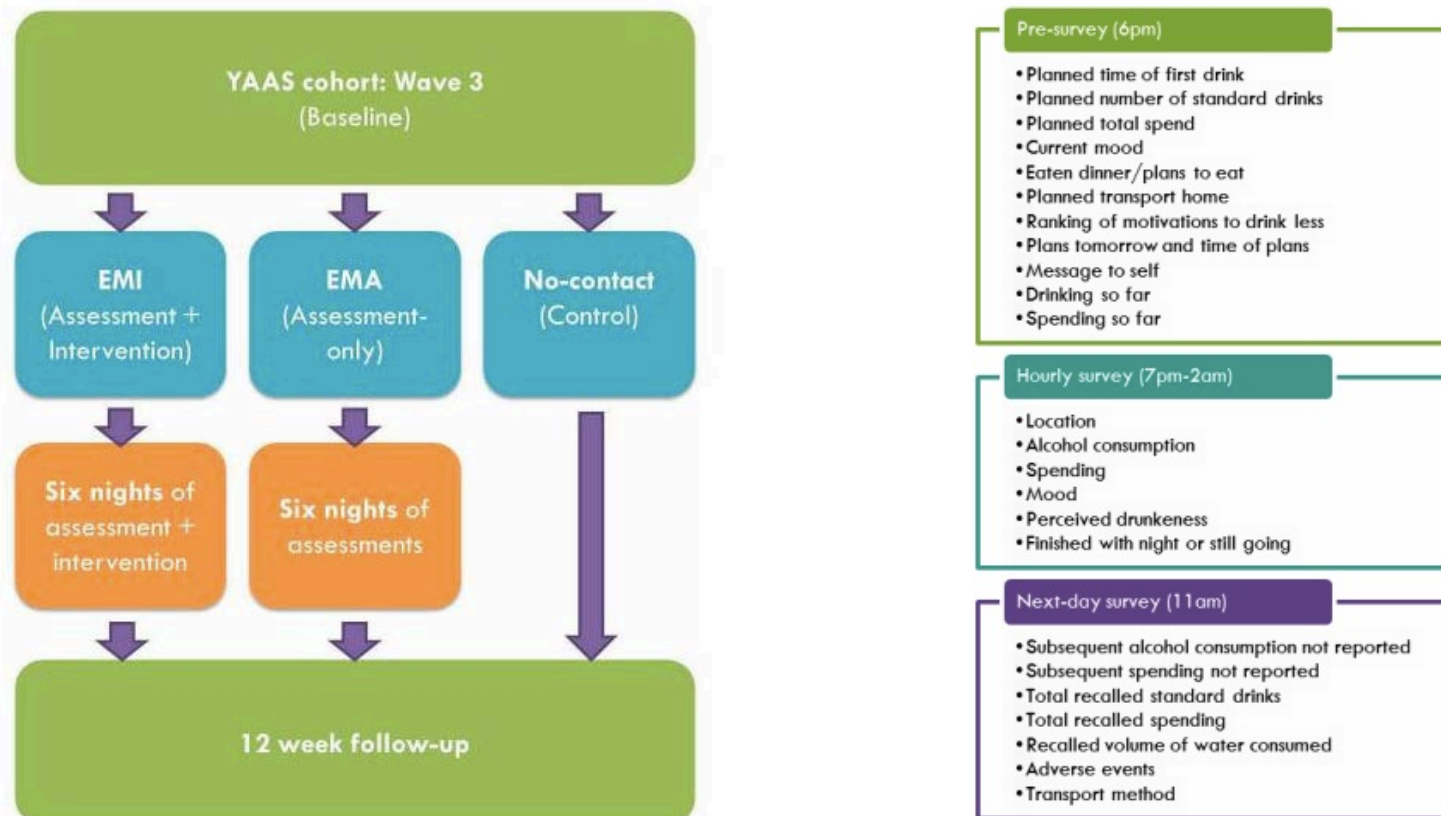 YAAS cohort: Wave 3
(Baseline)
EMI
(Assessment +
Intervention)
EMA
(Assessment-
only)
No-contact
(Control)
Six nights of
assessment +
intervention
Six nights of
assessments
12 week follow-up
Pre-survey (6pm)
•Planned time of first drink
•Planned number of standard drinks
•Planned total spend
•Current mood
•Eaten dinner/plans to eat
•Planned transport home
•Ranking of motivations to drink less
•Plans tomorrow and time of plans
•Message to self
•Drinking so far
•Spending so far
Hourly survey (7pm-2am)
•Location
•Alcohol consumption
•Spending
•Mood
•Perceived drunkeness
•Finished with night or still going
Next-day survey (11am)
•Subsequent alcohol consumption not reported
•Subsequent spending not reported
•Total recalled standard drinks
•Total recalled spending
•Recalled volume of water consumed
•Adverse events
•Transport method